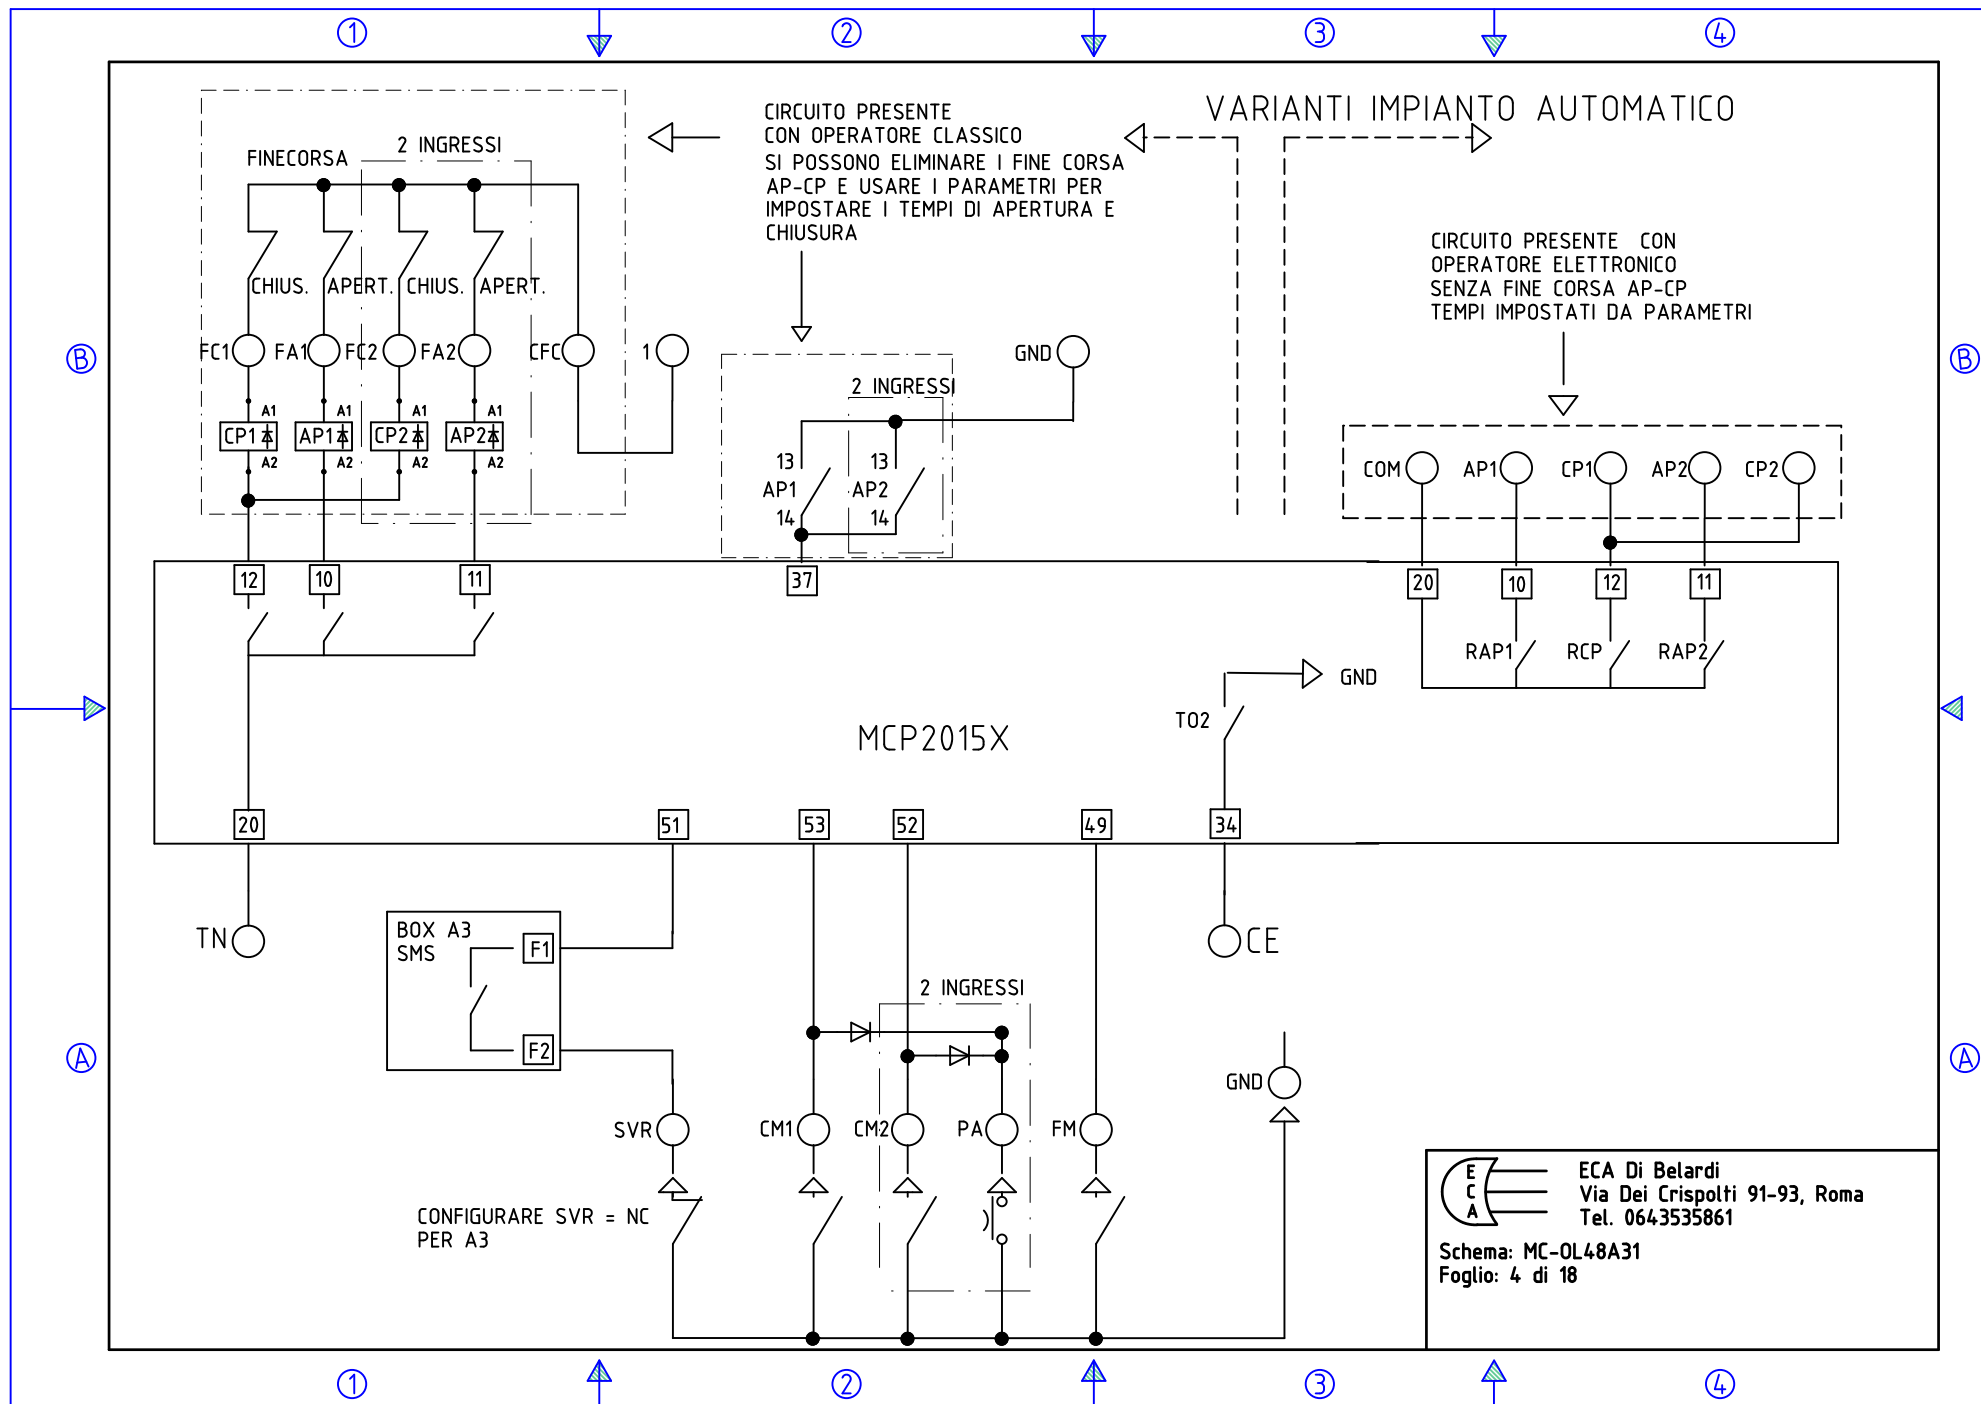 1 2 3 4
VARIANTI IMPIANTO AUTOMATICO
CIRCUITO PRESENTE
CON OPERATORE CLASSICO
SI POSSONO ELIMINARE I FINE CORSA
AP-CP E USARE I PARAMETRI PER
IMPOSTARE I TEMPI DI APERTURA E
CHIUSURA
FINECORSA
2 INGRESSI
CHIUS. APERT. CHIUS. APERT.
CIRCUITO PRESENTE CON
OPERATORE ELETTRONICO
SENZA FINE CORSA AP-CP
TEMPI IMPOSTATI DA PARAMETRI
B
B
FC1 FA1 FC2 FA2 CFC 1
GND
2 INGRESSI
A1 A1 A1 A1
CP1 AP1 CP2 AP2
A2 A2 A2 A2
13 13
AP1 AP2
14 14
COM AP1 CP1 AP2 CP2
12 10 11 37 20 10 12 11
RAP1 RCP RAP2
GND
TO2
MCP2015X
20 51 53 52 49 34
TN
BOX A3
SMS
F1
F2
CE
2 INGRESSI
A
A
GND
SVR CM1 CM2 PA FM
CONFIGURARE SVR = NC
PER A3
E
C
A
ECA Di Belardi
Via Dei Crispolti 91-93, Roma
Tel. 0643535861
Schema: MC-OL48A31
Foglio: 4 di 18
1 2 3 4